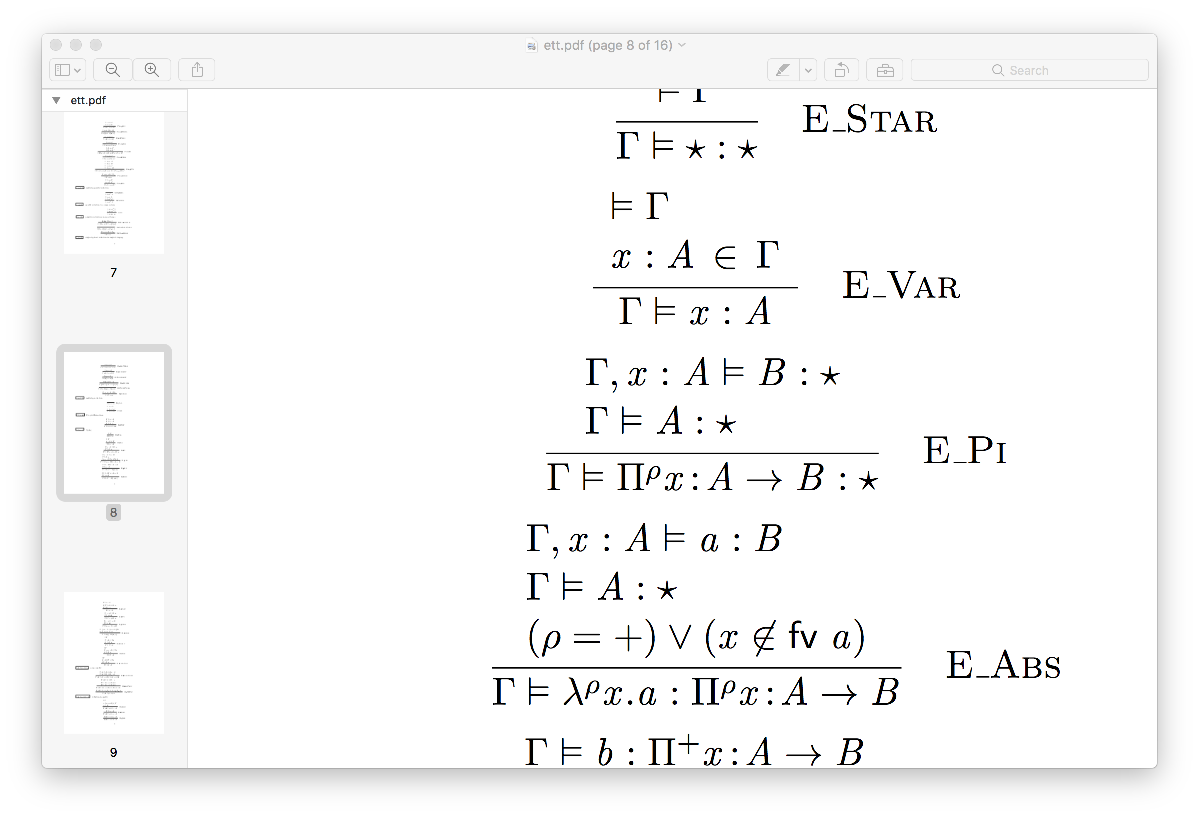 ett.pdf (page 8 of 16)
Search
ett.pdf
7
8
9
⊨ Γ
Γ ⊨ ⋆ : ⋆
E_Star
⊨ Γ
x : A ∈ Γ
Γ ⊨ x : A
E_Var
Γ, x : A ⊨ B : ⋆
Γ ⊨ A : ⋆
Γ ⊨ Π^ρ x : A → B : ⋆
E_Pi
Γ, x : A ⊨ a : B
Γ ⊨ A : ⋆
(ρ = +) ∨ (x ∉ fv a)
Γ ⊨ λ^ρ x. a : Π^ρ x : A → B
E_Abs
Γ ⊨ b : Π^+ x : A → B